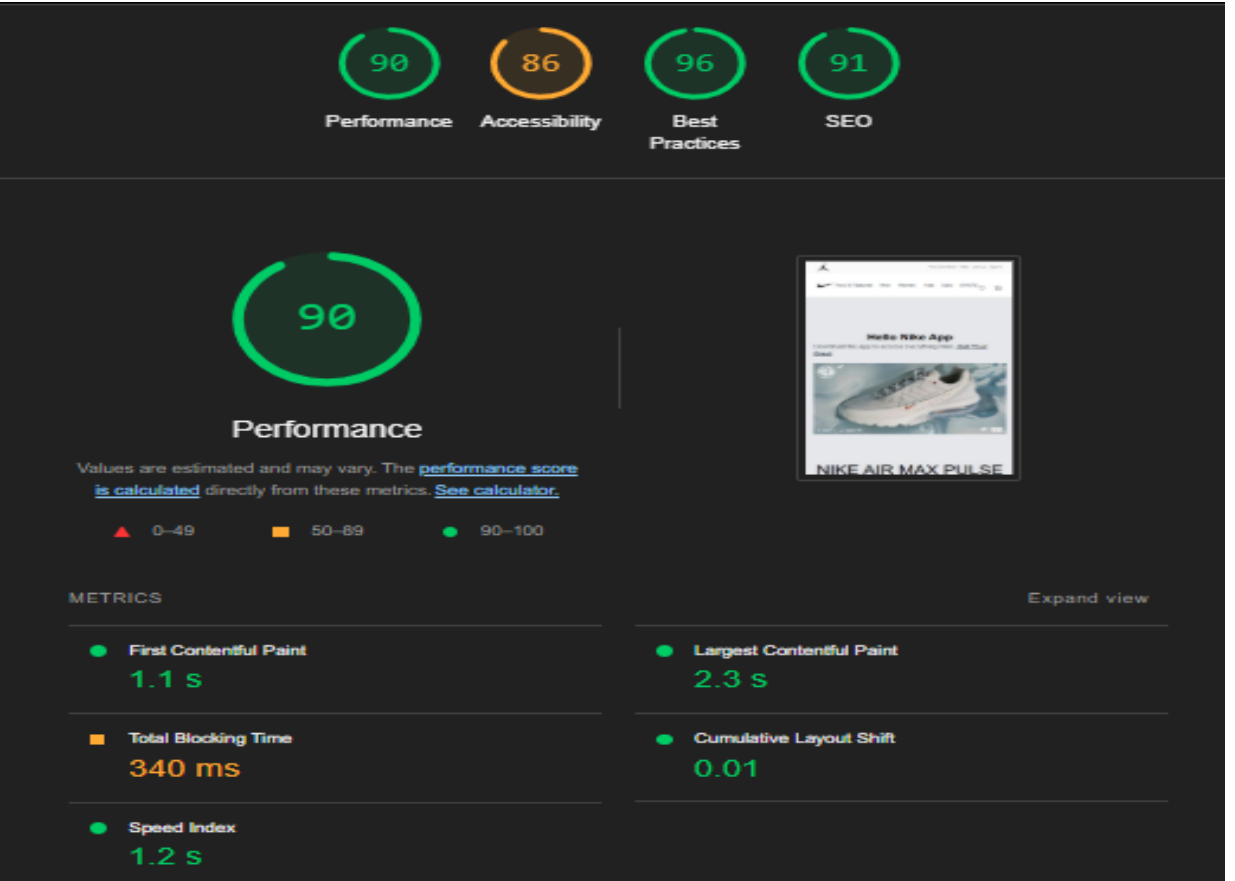 90
86
96
91
Performance
Accessibility
Best
Practices
SEO
90
Performance
Values are estimated and may vary. The performance score
is calculated directly from these metrics. See calculator.
0–49
50–89
90–100
Hello Nike App
NIKE AIR MAX PULSE
METRICS
Expand view
First Contentful Paint
1.1 s
Largest Contentful Paint
2.3 s
Total Blocking Time
340 ms
Cumulative Layout Shift
0.01
Speed Index
1.2 s